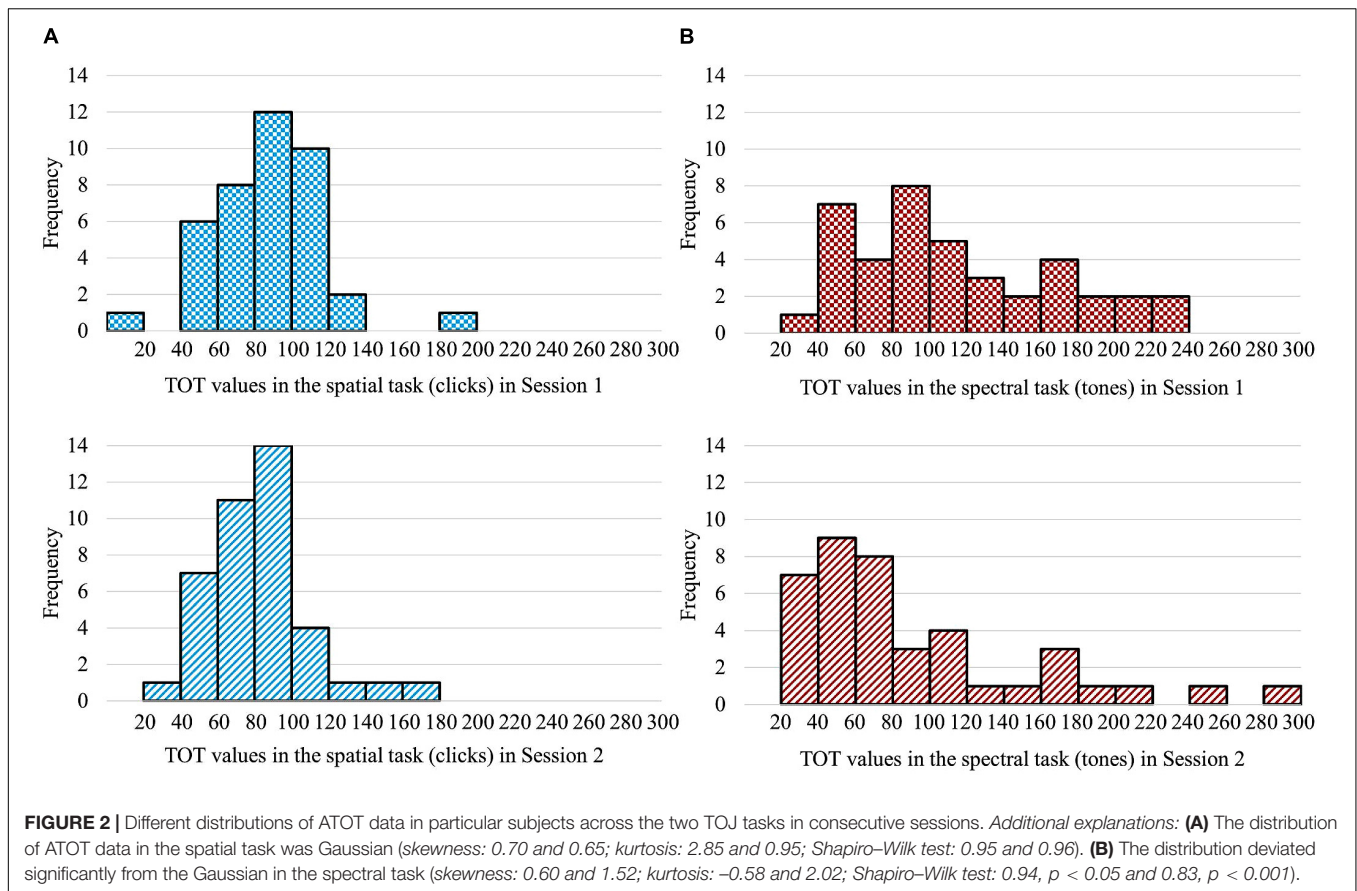 A
14
12
10
8
6
4
2
0
Frequency
20 40 60 80 100 120 140 160 180 200 220 240 260 280 300
TOT values in the spatial task (clicks) in Session 1
B
14
12
10
8
6
4
2
0
Frequency
20 40 60 80 100 120 140 160 180 200 220 240 260 280 300
TOT values in the spectral task (tones) in Session 1
14
12
10
8
6
4
2
0
Frequency
20 40 60 80 100 120 140 160 180 200 220 240 260 280 300
TOT values in the spatial task (clicks) in Session 2
14
12
10
8
6
4
2
0
Frequency
20 40 60 80 100 120 140 160 180 200 220 240 260 280 300
TOT values in the spectral task (tones) in Session 2
FIGURE 2 | Different distributions of ATOT data in particular subjects across the two TOJ tasks in consecutive sessions. Additional explanations: (A) The distribution
of ATOT data in the spatial task was Gaussian (skewness: 0.70 and 0.65; kurtosis: 2.85 and 0.95; Shapiro–Wilk test: 0.95 and 0.96). (B) The distribution deviated
significantly from the Gaussian in the spectral task (skewness: 0.60 and 1.52; kurtosis: –0.58 and 2.02; Shapiro–Wilk test: 0.94, p < 0.05 and 0.83, p < 0.001).